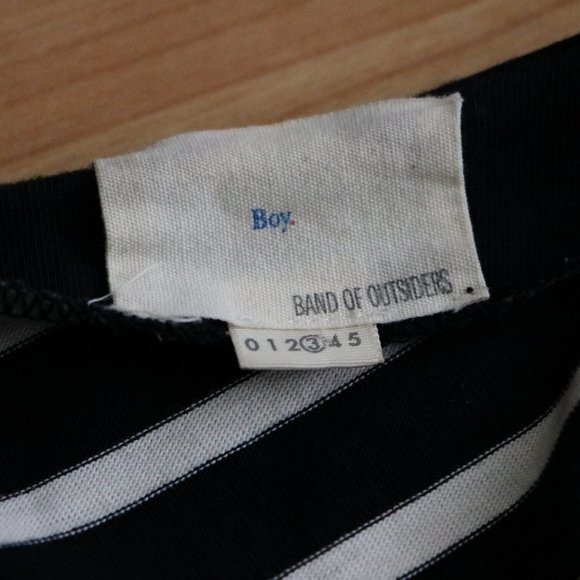 Boy.
BAND OF OUTSIDERS.
0 1 2 3 4 5